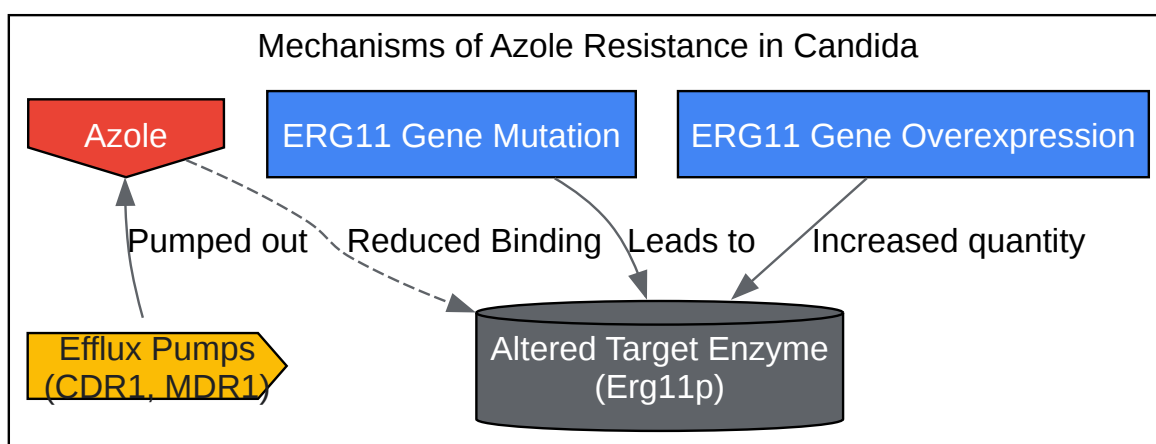 Mechanisms of Azole Resistance in Candida
Azole
ERG11 Gene Mutation
ERG11 Gene Overexpression
Pumped out
Reduced Binding
Leads to
Increased quantity
Efflux Pumps
(CDR1, MDR1)
Altered Target Enzyme
(Erg11p)